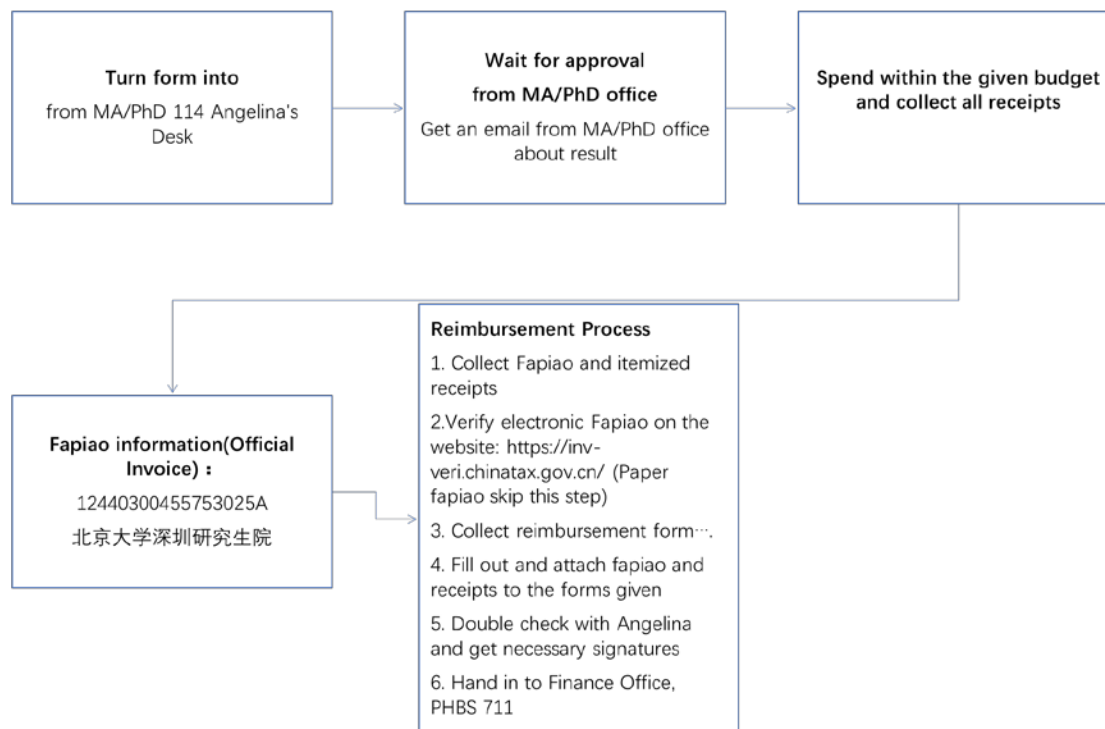 Turn form into
from MA/PhD 114 Angelina's
Desk
Wait for approval
from MA/PhD office
Get an email from MA/PhD office
about result
Spend within the given budget
and collect all receipts
Fapiao information(Official
Invoice) :
12440300455753025A
北京大学深圳研究生院
Reimbursement Process
1. Collect Fapiao and itemized
receipts
2.Verify electronic Fapiao on the
website: https://inv-
veri.chinatax.gov.cn/ (Paper
fapiao skip this step)
3. Collect reimbursement form….
4. Fill out and attach fapiao and
receipts to the forms given
5. Double check with Angelina
and get necessary signatures
6. Hand in to Finance Office,
PHBS 711